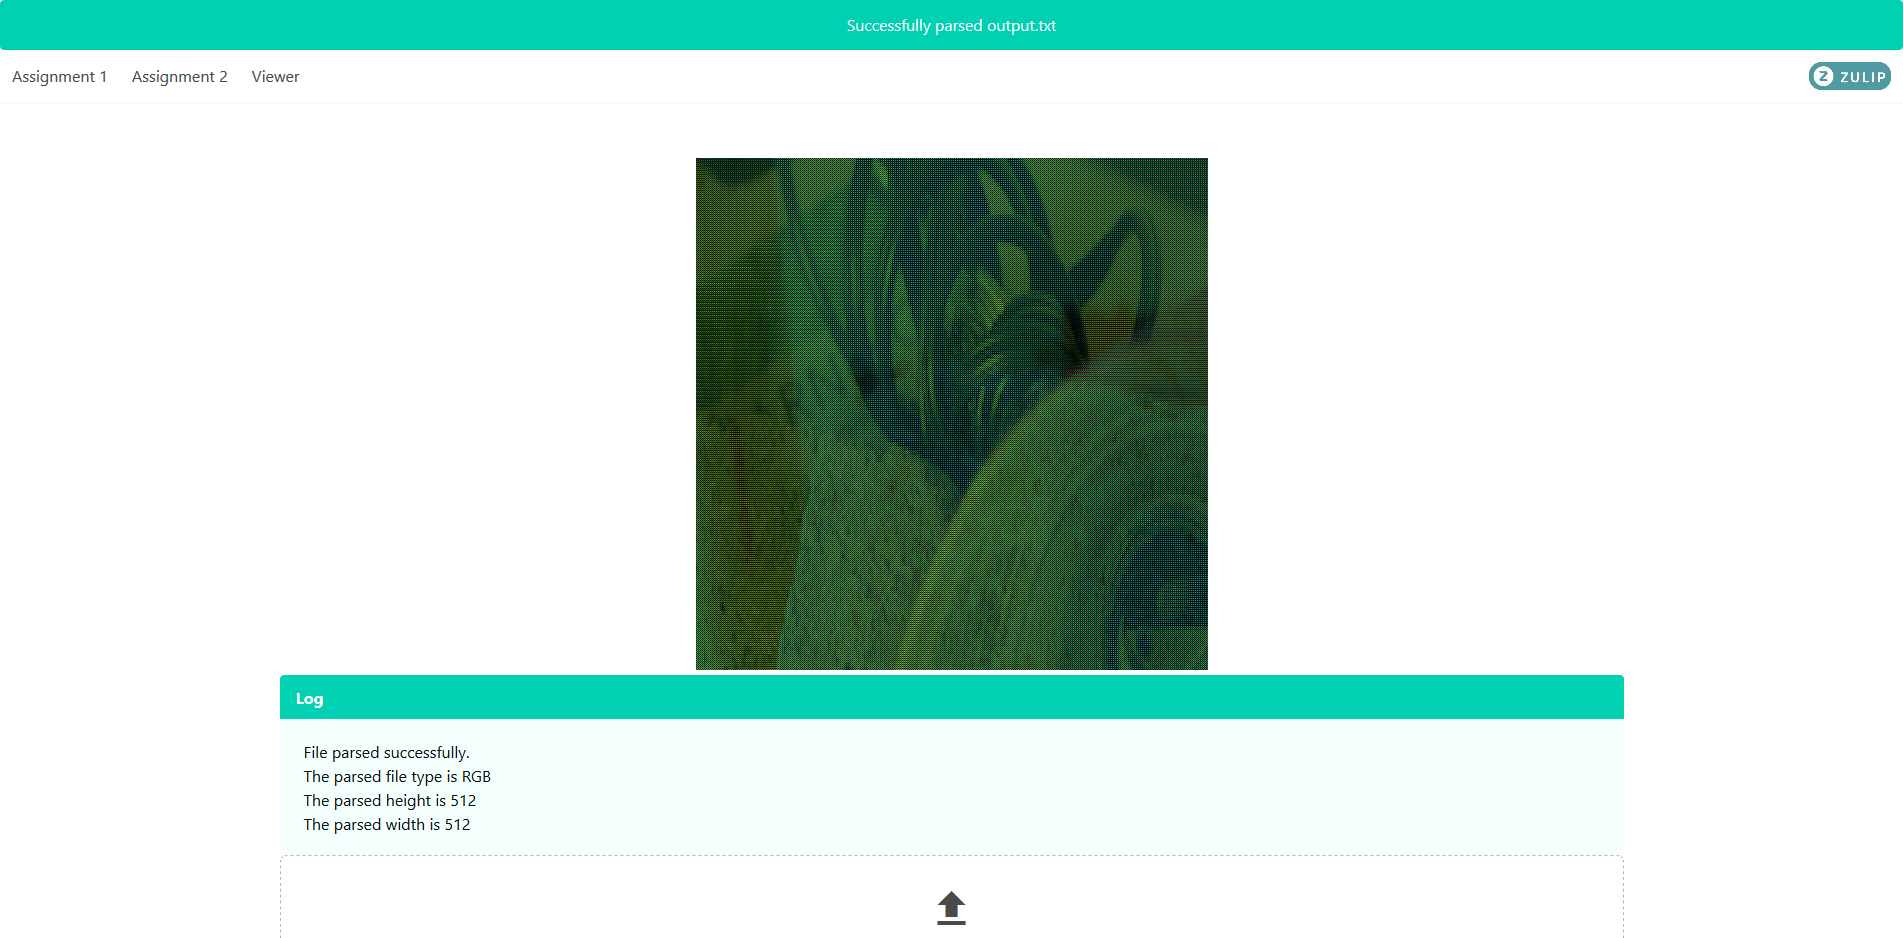 Successfully parsed output.txt
Assignment 1 Assignment 2 Viewer
Z ZULIP
Log
File parsed successfully.
The parsed file type is RGB
The parsed height is 512
The parsed width is 512